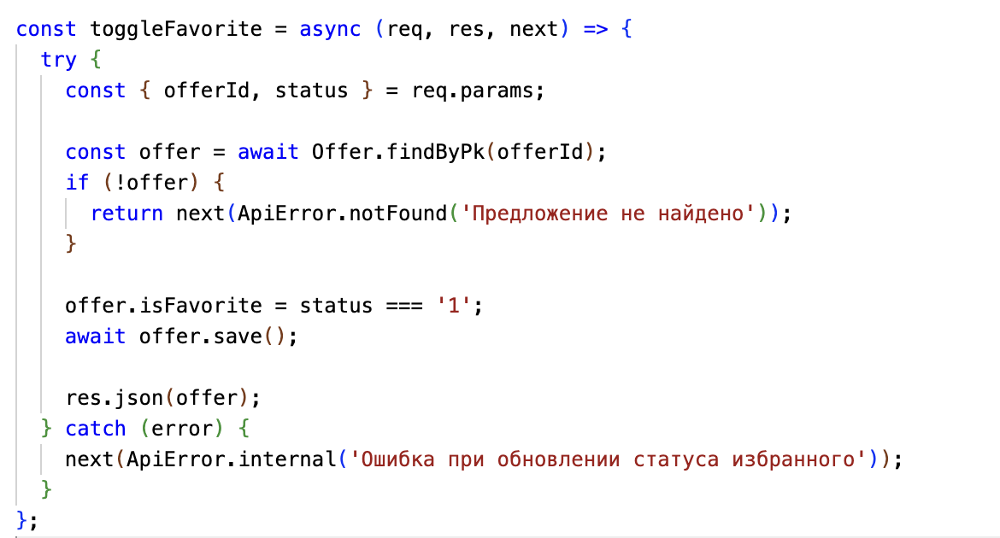 const toggleFavorite = async (req, res, next) => {
  try {
    const { offerId, status } = req.params;

    const offer = await Offer.findByPk(offerId);
    if (!offer) {
      return next(ApiError.notFound('Предложение не найдено'));
    }

    offer.isFavorite = status === '1';
    await offer.save();

    res.json(offer);
  } catch (error) {
    next(ApiError.internal('Ошибка при обновлении статуса избранного'));
  }
};